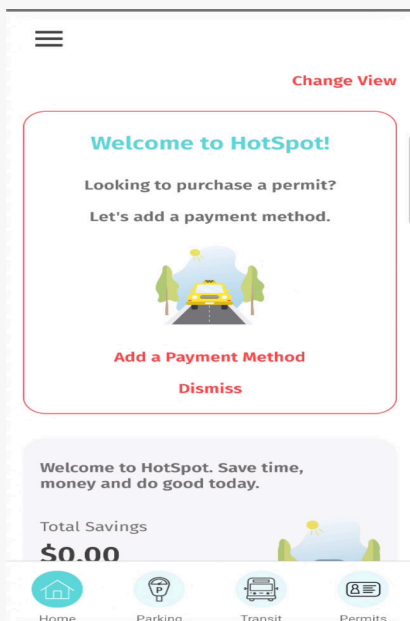 Change View
Welcome to HotSpot!
Looking to purchase a permit?
Let's add a payment method.
Add a Payment Method
Dismiss
Welcome to HotSpot. Save time,
money and do good today.
Total Savings
$0.00
P
Home
Parking
Transit
Permits